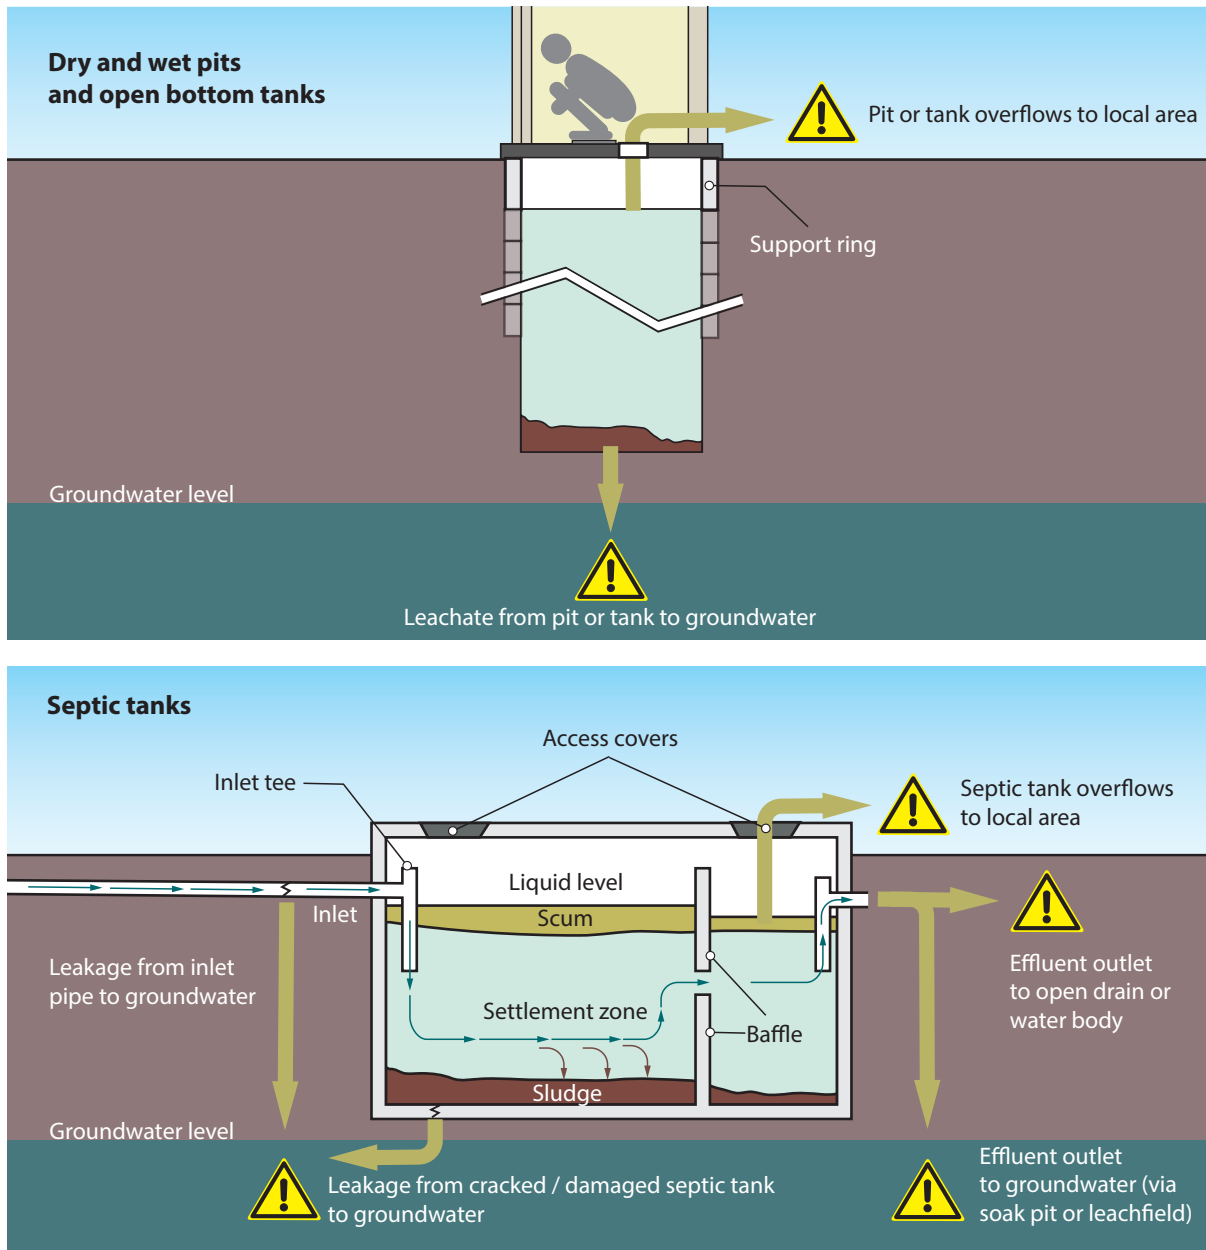 Dry and wet pits
and open bottom tanks
Pit or tank overflows to local area
Support ring
Groundwater level
Leachate from pit or tank to groundwater
Septic tanks
Access covers
Inlet tee
Septic tank overflows
to local area
Liquid level
Inlet
Scum
Leakage from inlet
pipe to groundwater
Effluent outlet
to open drain or
water body
Settlement zone
Baffle
Sludge
Groundwater level
Leakage from cracked / damaged septic tank
to groundwater
Effluent outlet
to groundwater (via
soak pit or leachfield)